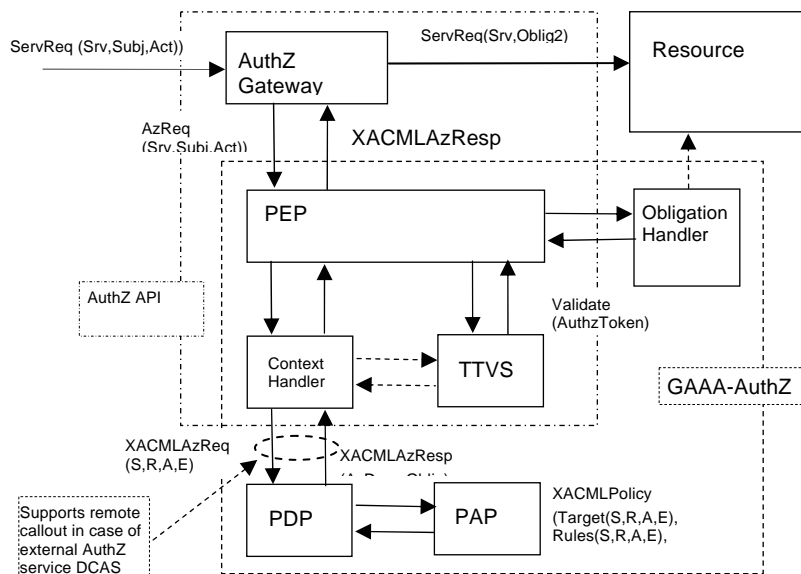 ServReq (Srv,Subj,Act))
AuthZ
Gateway
ServReq(Srv,Oblig2)
Resource
AzReq
(Srv,Subj,Act))
XACMLAzResp
PEP
Obligation
Handler
AuthZ API
Validate
(AuthzToken)
Context
Handler
TTVS
GAAA-AuthZ
XACMLAzReq
(S,R,A,E)
XACMLAzResp
PDP
PAP
XACMLPolicy
(Target(S,R,A,E),
Rules(S,R,A,E),
Supports remote
callout in case of
external AuthZ
service DCAS